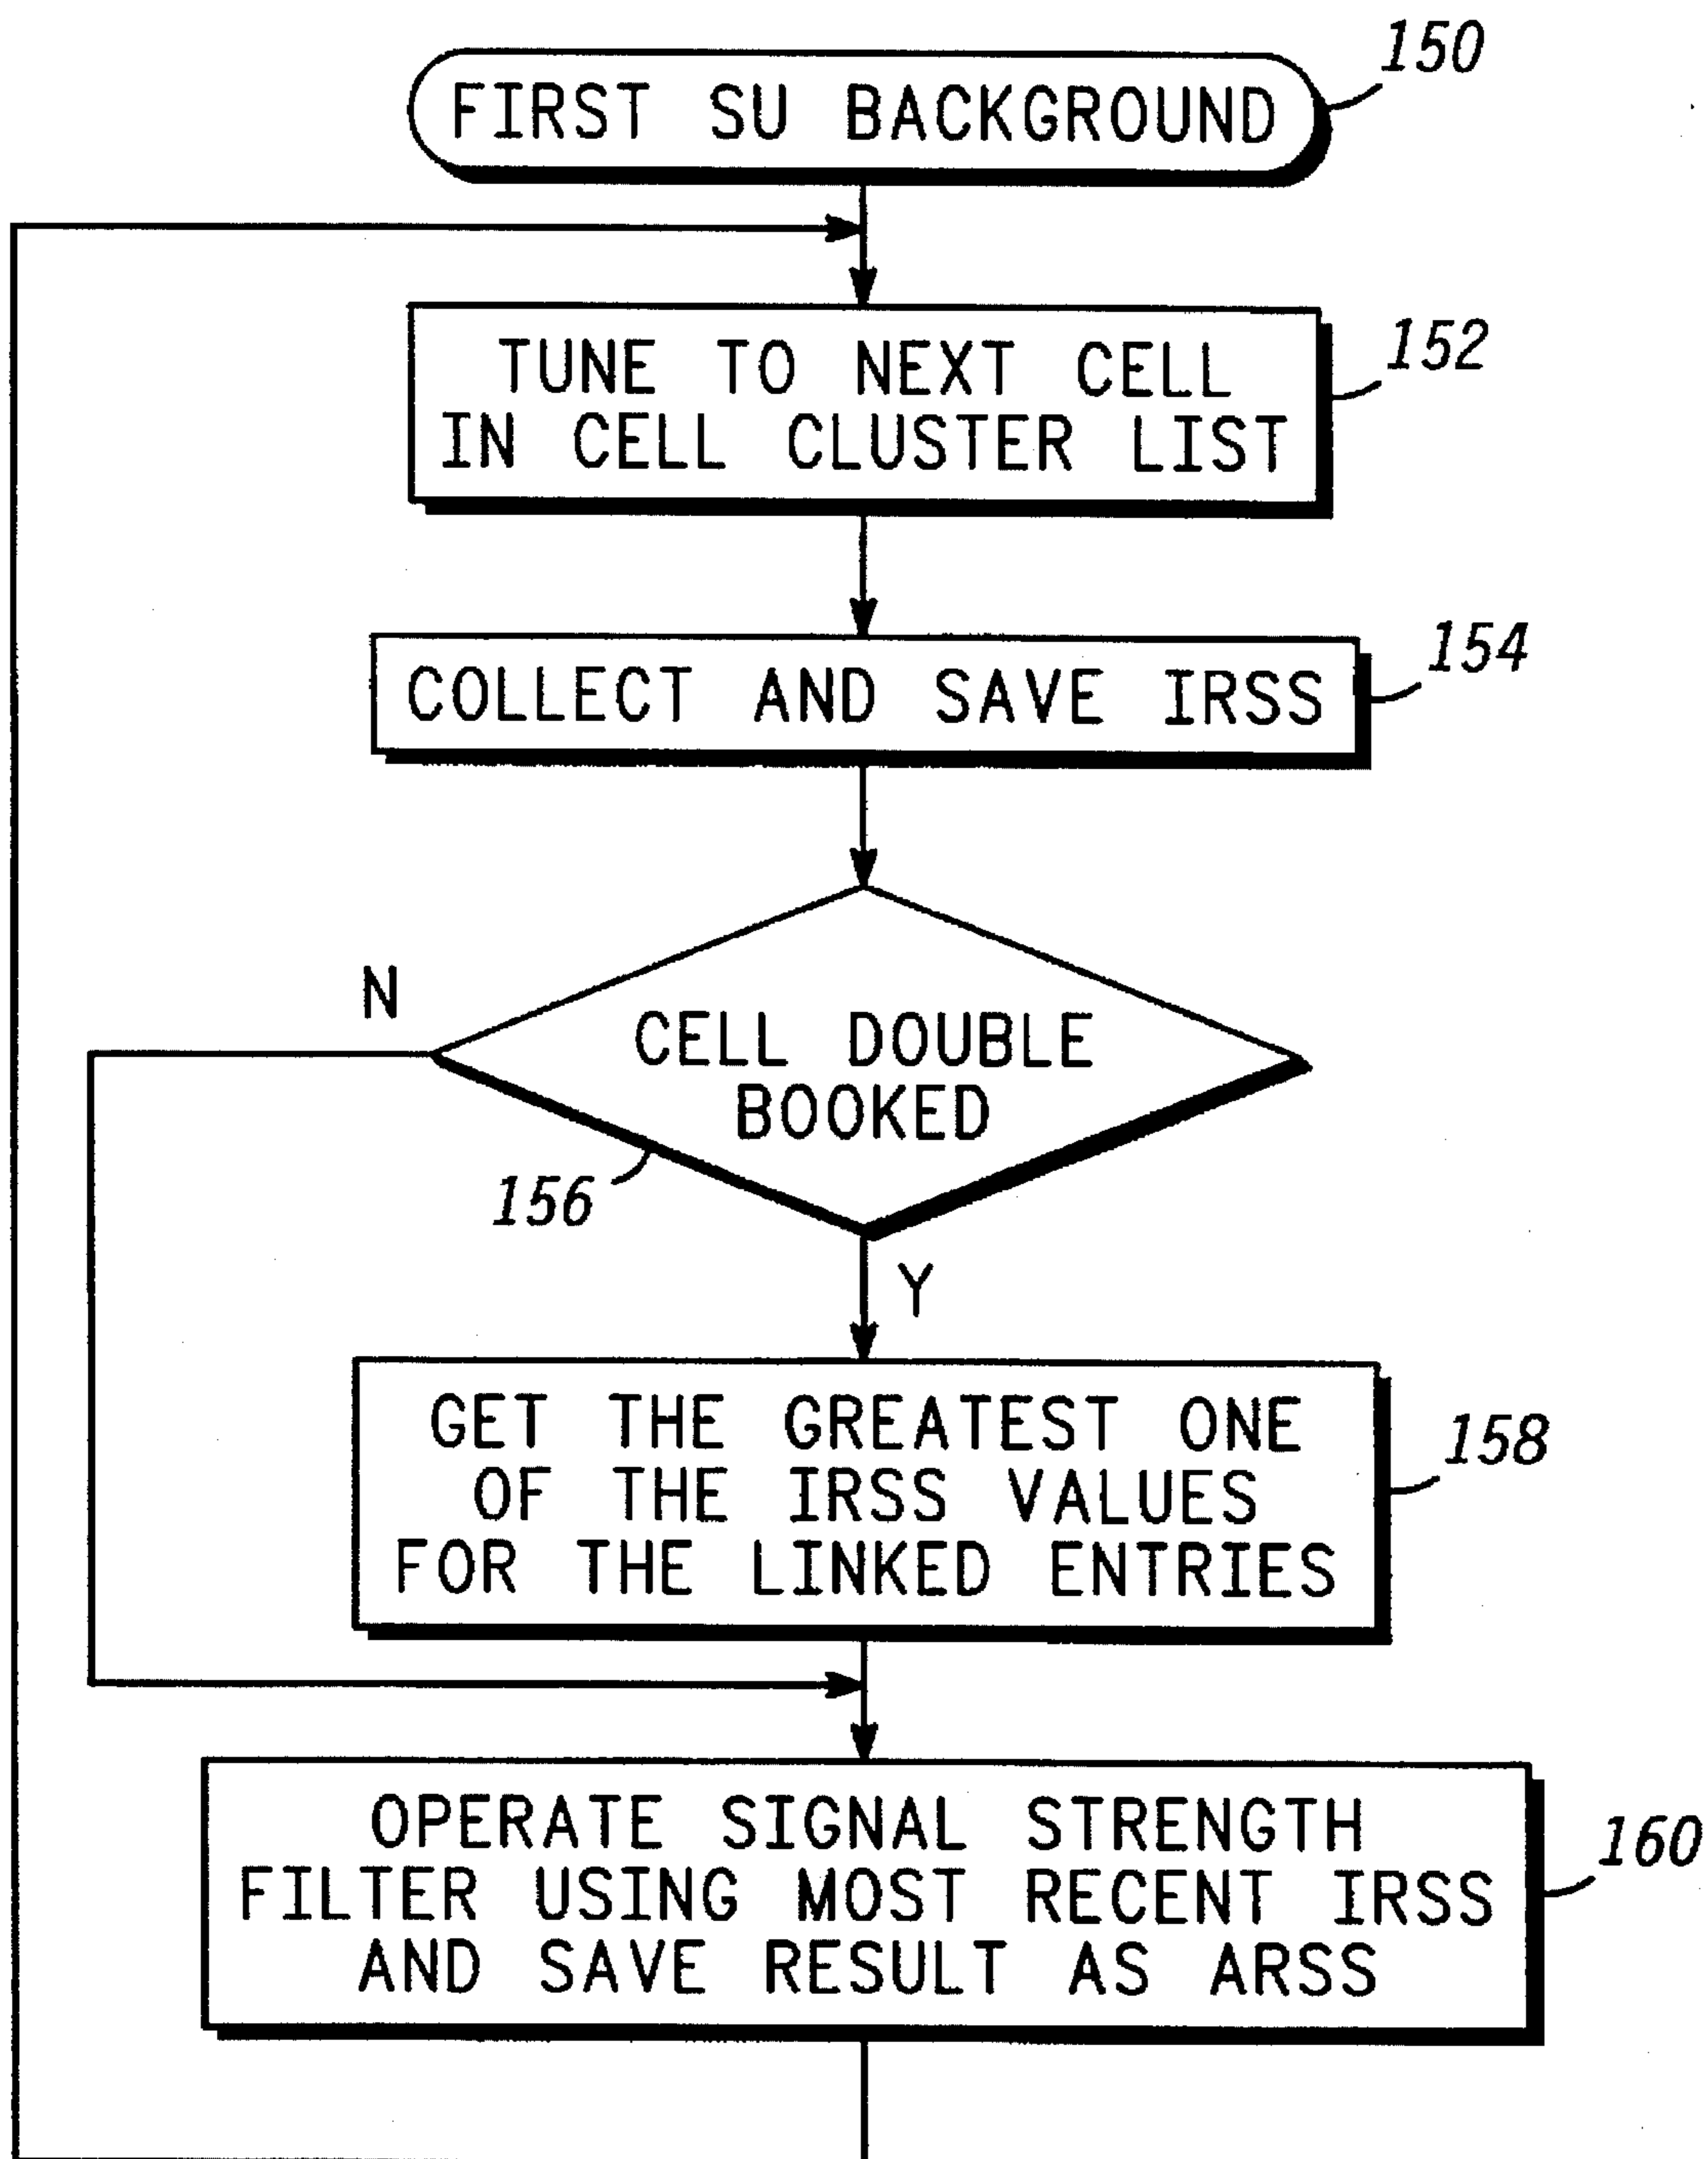 150
FIRST SU BACKGROUND
152
TUNE TO NEXT CELL
IN CELL CLUSTER LIST
154
COLLECT AND SAVE IRSS
N
CELL DOUBLE
BOOKED
156
Y
GET THE GREATEST ONE
OF THE IRSS VALUES
FOR THE LINKED ENTRIES
158
OPERATE SIGNAL STRENGTH
FILTER USING MOST RECENT IRSS
AND SAVE RESULT AS ARSS
160